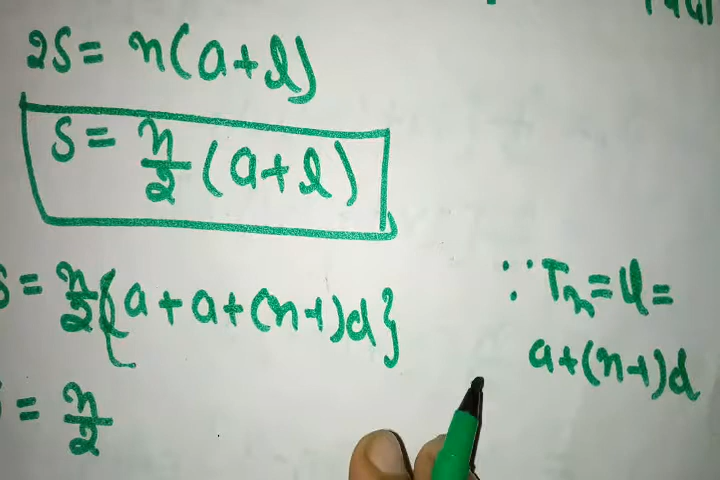 2S = n(a+l)
S = n/2 (a+l)
S = n/2 {a+a+(n-1)d}
∵ Tn = l =
a+(n-1)d
= n/2